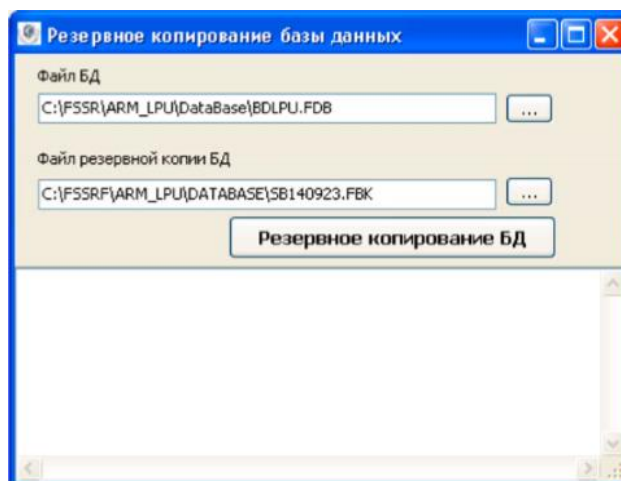 Резервное копирование базы данных
Файл БД
C:\FSSR\ARM_LPU\DataBase\BDLPU.FDB
...
Файл резервной копии БД
C:\FSSRF\ARM_LPU\DATABASE\SB140923.FBK
...
Резервное копирование БД